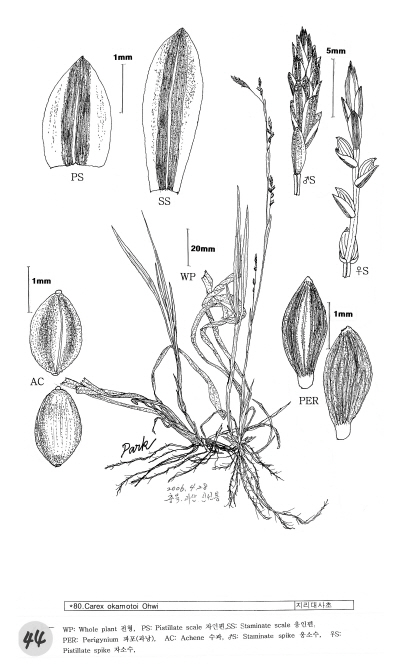 1mm
5mm
PS
SS
♂S
♀S
20mm
WP
1mm
1mm
AC
PER
Park
2006. 4. 28
*80.Carex okamotoi Ohwi
지리대사초
44
WP: Whole plant 전형, PS: Pistillate scale 자인편,SS: Staminate scale 웅인편,
PER: Perigynium 과포(과낭), AC: Achene 수과, ♂S: Staminate spike 웅소수, ♀S:
Pistillate spike 자소수,